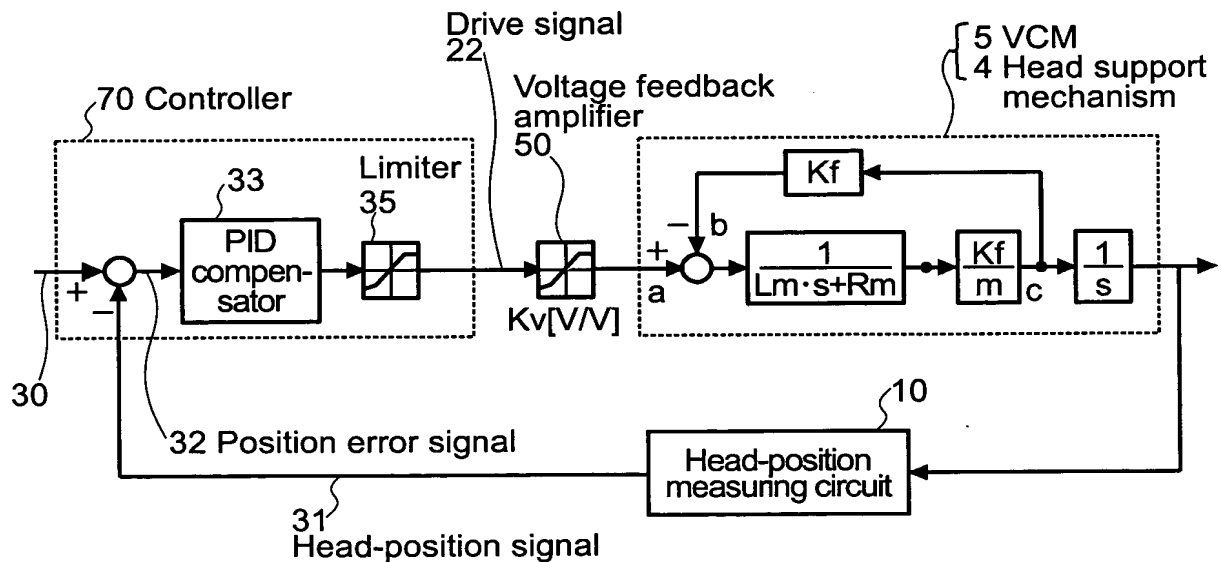 Drive signal
22
5 VCM
4 Head support
mechanism
70 Controller
Voltage feedback
amplifier
50
Limiter
35
33
PID
compen-
sator
Kf
b
−
+
a
1
Lm·s+Rm
Kf
m
c
1
s
+
−
Kv[V/V]
30
32 Position error signal
10
Head-position
measuring circuit
31
Head-position signal